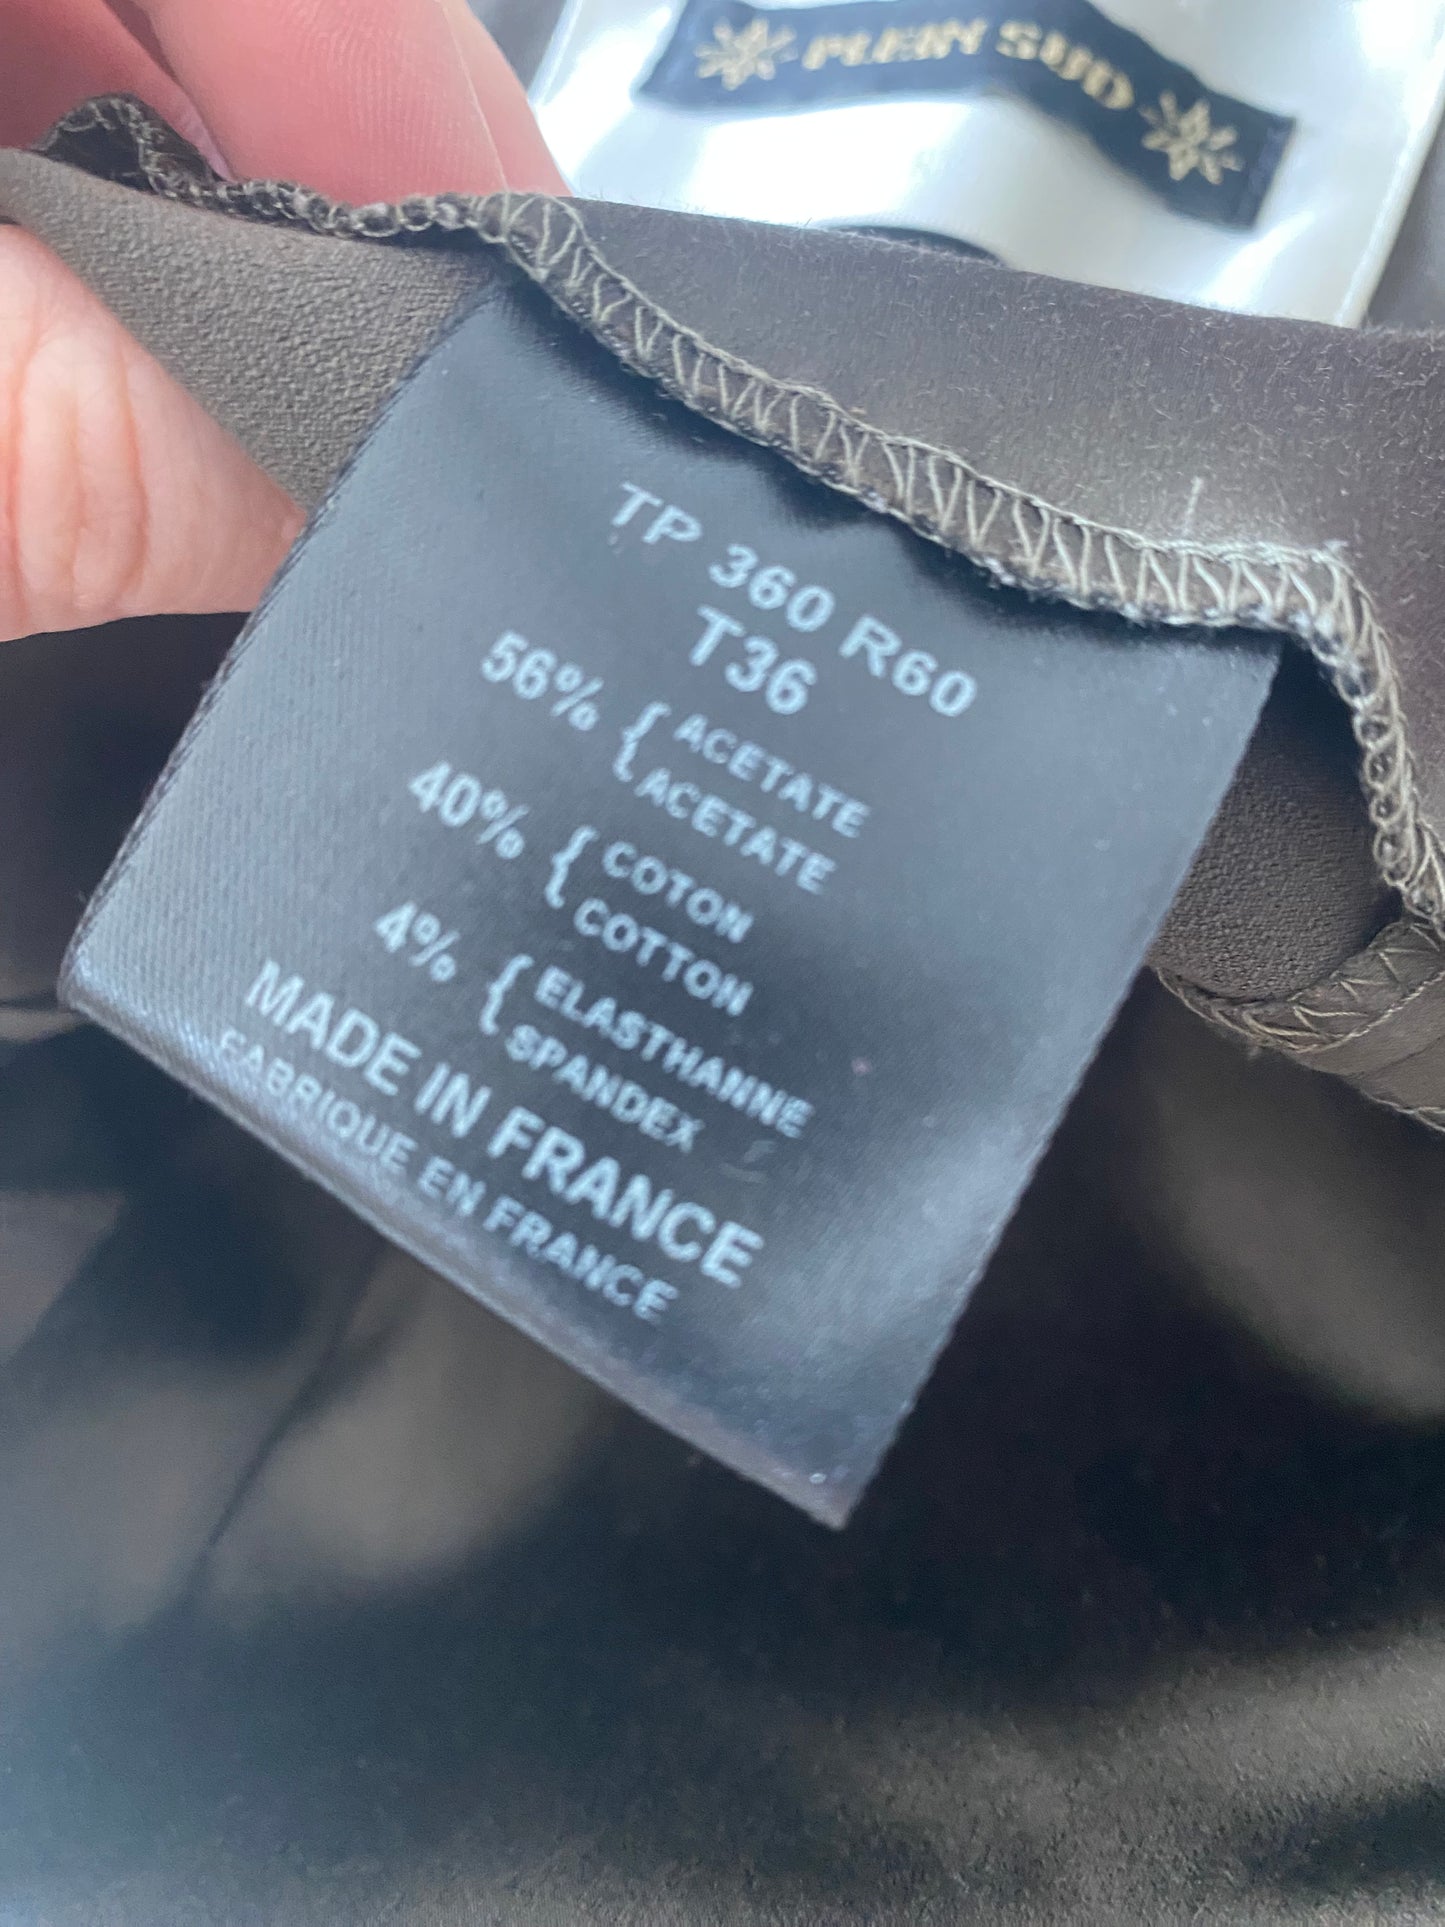 PLEIN SUD
TP 360 R60
T36
56% { ACETATE
ACETATE
40% { COTON
COTTON
4% { ELASTHANNE
SPANDEX
MADE IN FRANCE
FABRIQUE EN FRANCE